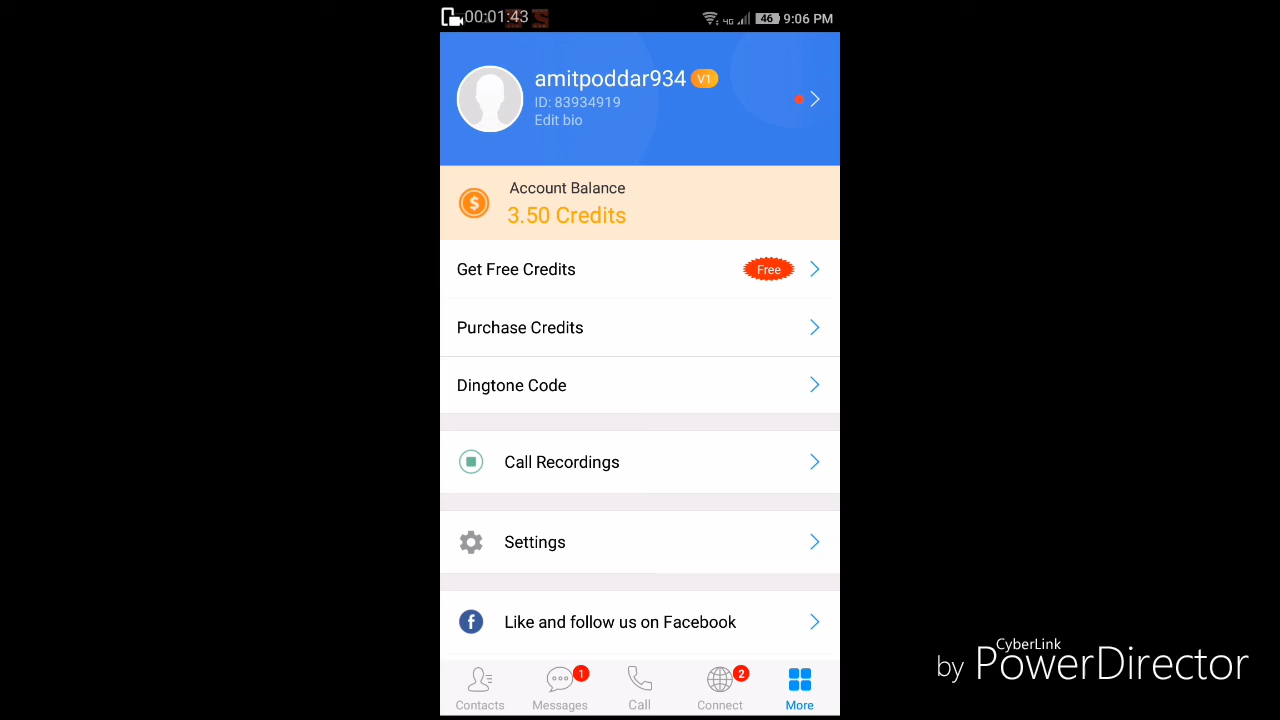 00:01:43 4G 46 9:06 PM
amitpoddar934 V1
ID: 83934919
Edit bio
Account Balance
$ 3.50 Credits
Get Free Credits Free
Purchase Credits
Dingtone Code
Call Recordings
Settings
f Like and follow us on Facebook
1 2
Contacts Messages Call Connect More
CyberLink
by PowerDirector